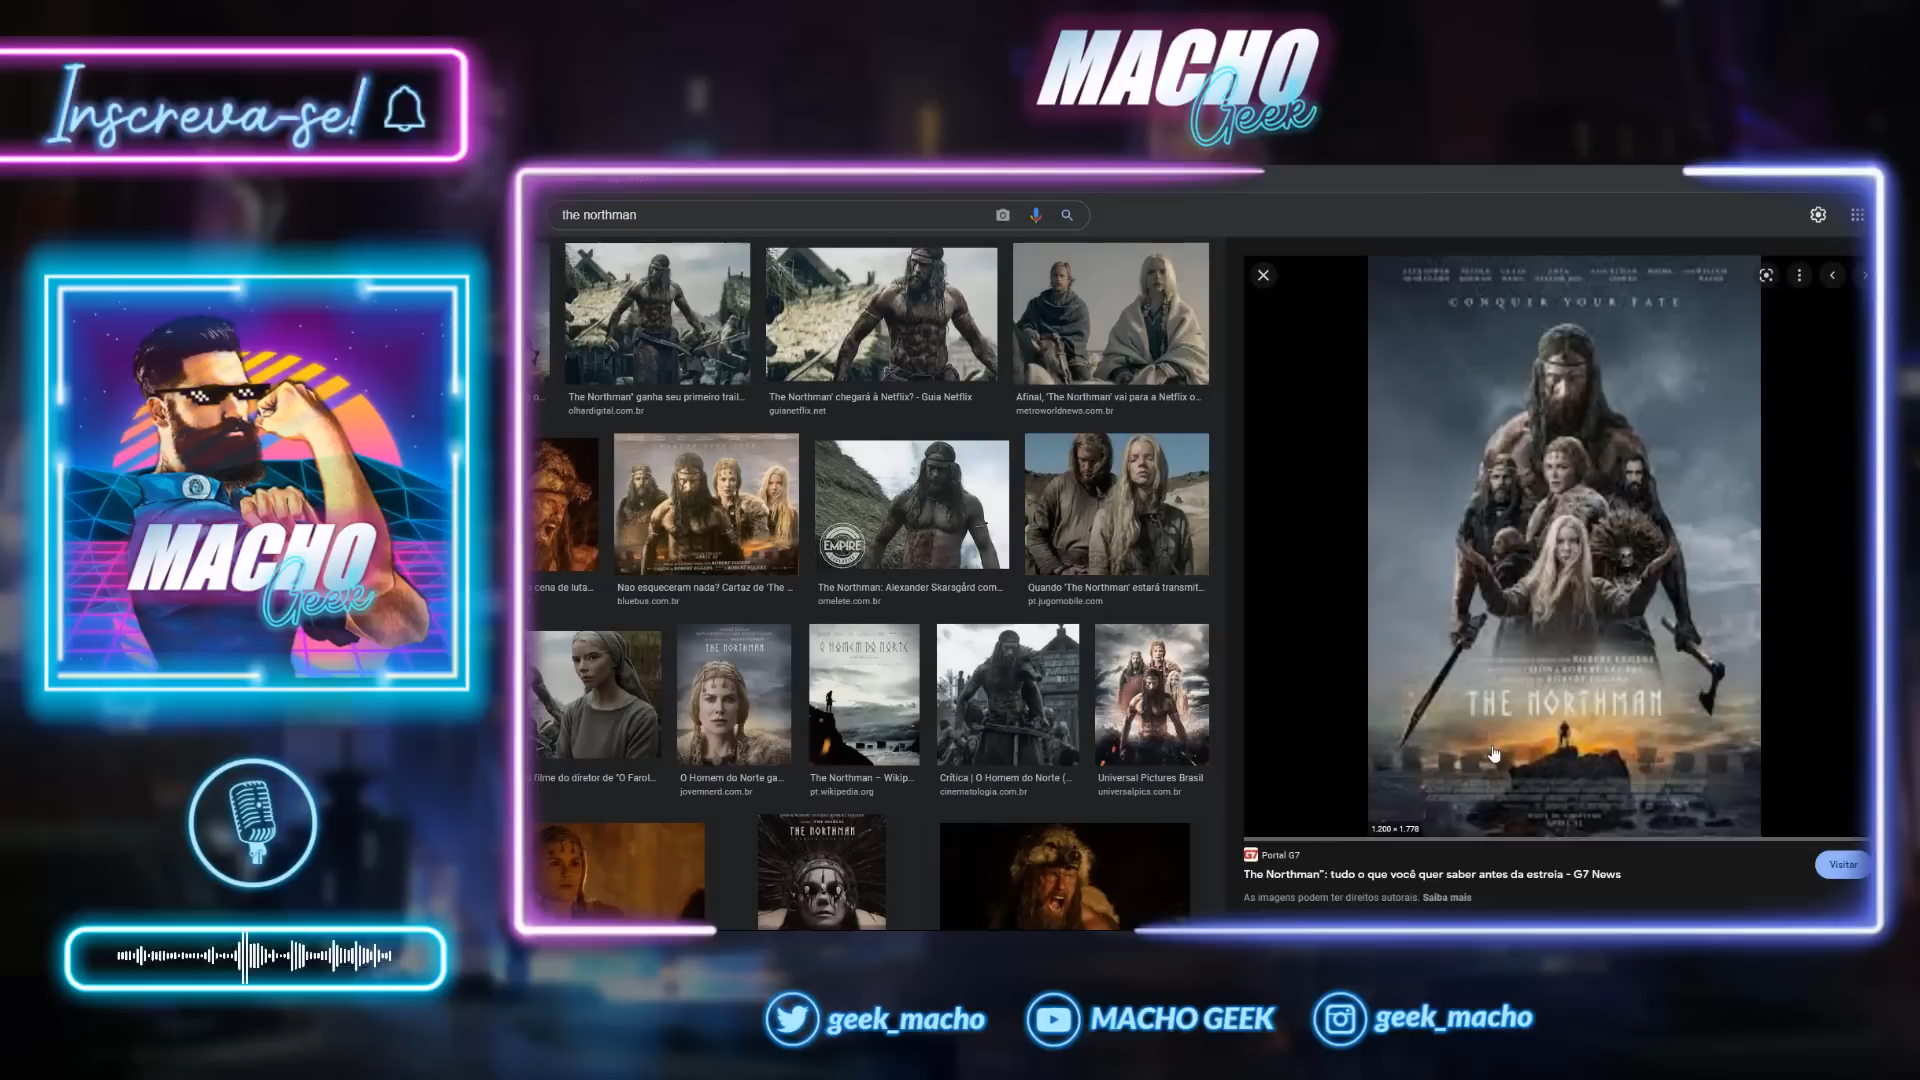 Inscreva-se!
MACHO
Geek
the northman
The Northman" ganha seu primeiro trail...
olhardigital.com.br
The Northman' chegará à Netflix? - Guia Netflix
guianetflix.net
Afinal, 'The Northman' vai para a Netflix o...
metroworldnews.com.br
CONQUER YOUR FATE
MACHO
Geek
EMPIRE
cena de luta...
Nao esqueceram nada? Cartaz de 'The ...
bluebus.com.br
The Northman: Alexander Skarsgård com...
omelete.com.br
Quando 'The Northman' estará transmit...
pt.jugomobile.com
THE NORTHMAN
O HOMEM DO NORTE
THE NORTHMAN
filme do diretor de "O Farol...
O Homem do Norte ga...
jovemnerd.com.br
The Northman – Wikip...
pt.wikipedia.org
Crítica | O Homem do Norte (...
cinematologia.com.br
Universal Pictures Brasil
universalpics.com.br
THE NORTHMAN
1.200 × 1.778
G7 Portal G7
The Northman": tudo o que você quer saber antes da estreia - G7 News
Visitar
As imagens podem ter direitos autorais. Saiba mais
geek_macho
MACHO GEEK
geek_macho